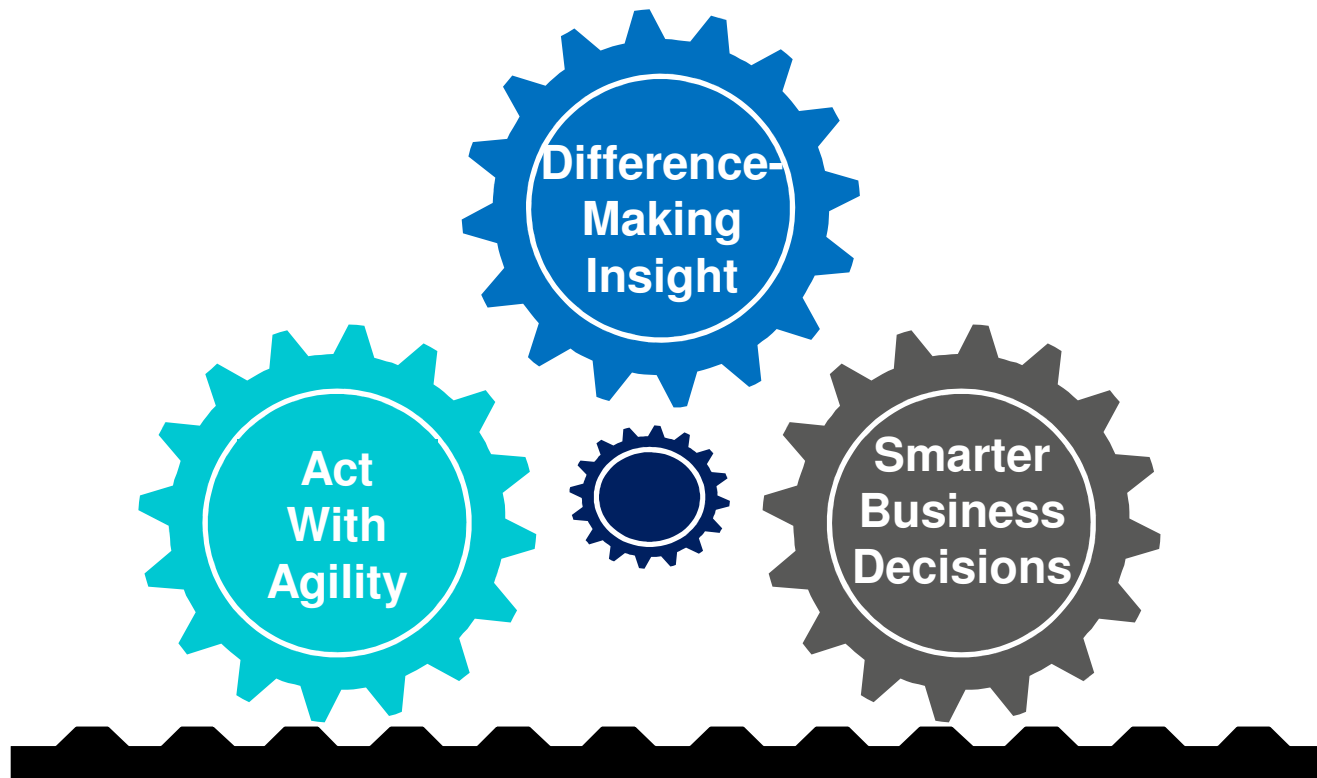 Difference-
Making
Insight
Act
With
Agility
Smarter
Business
Decisions